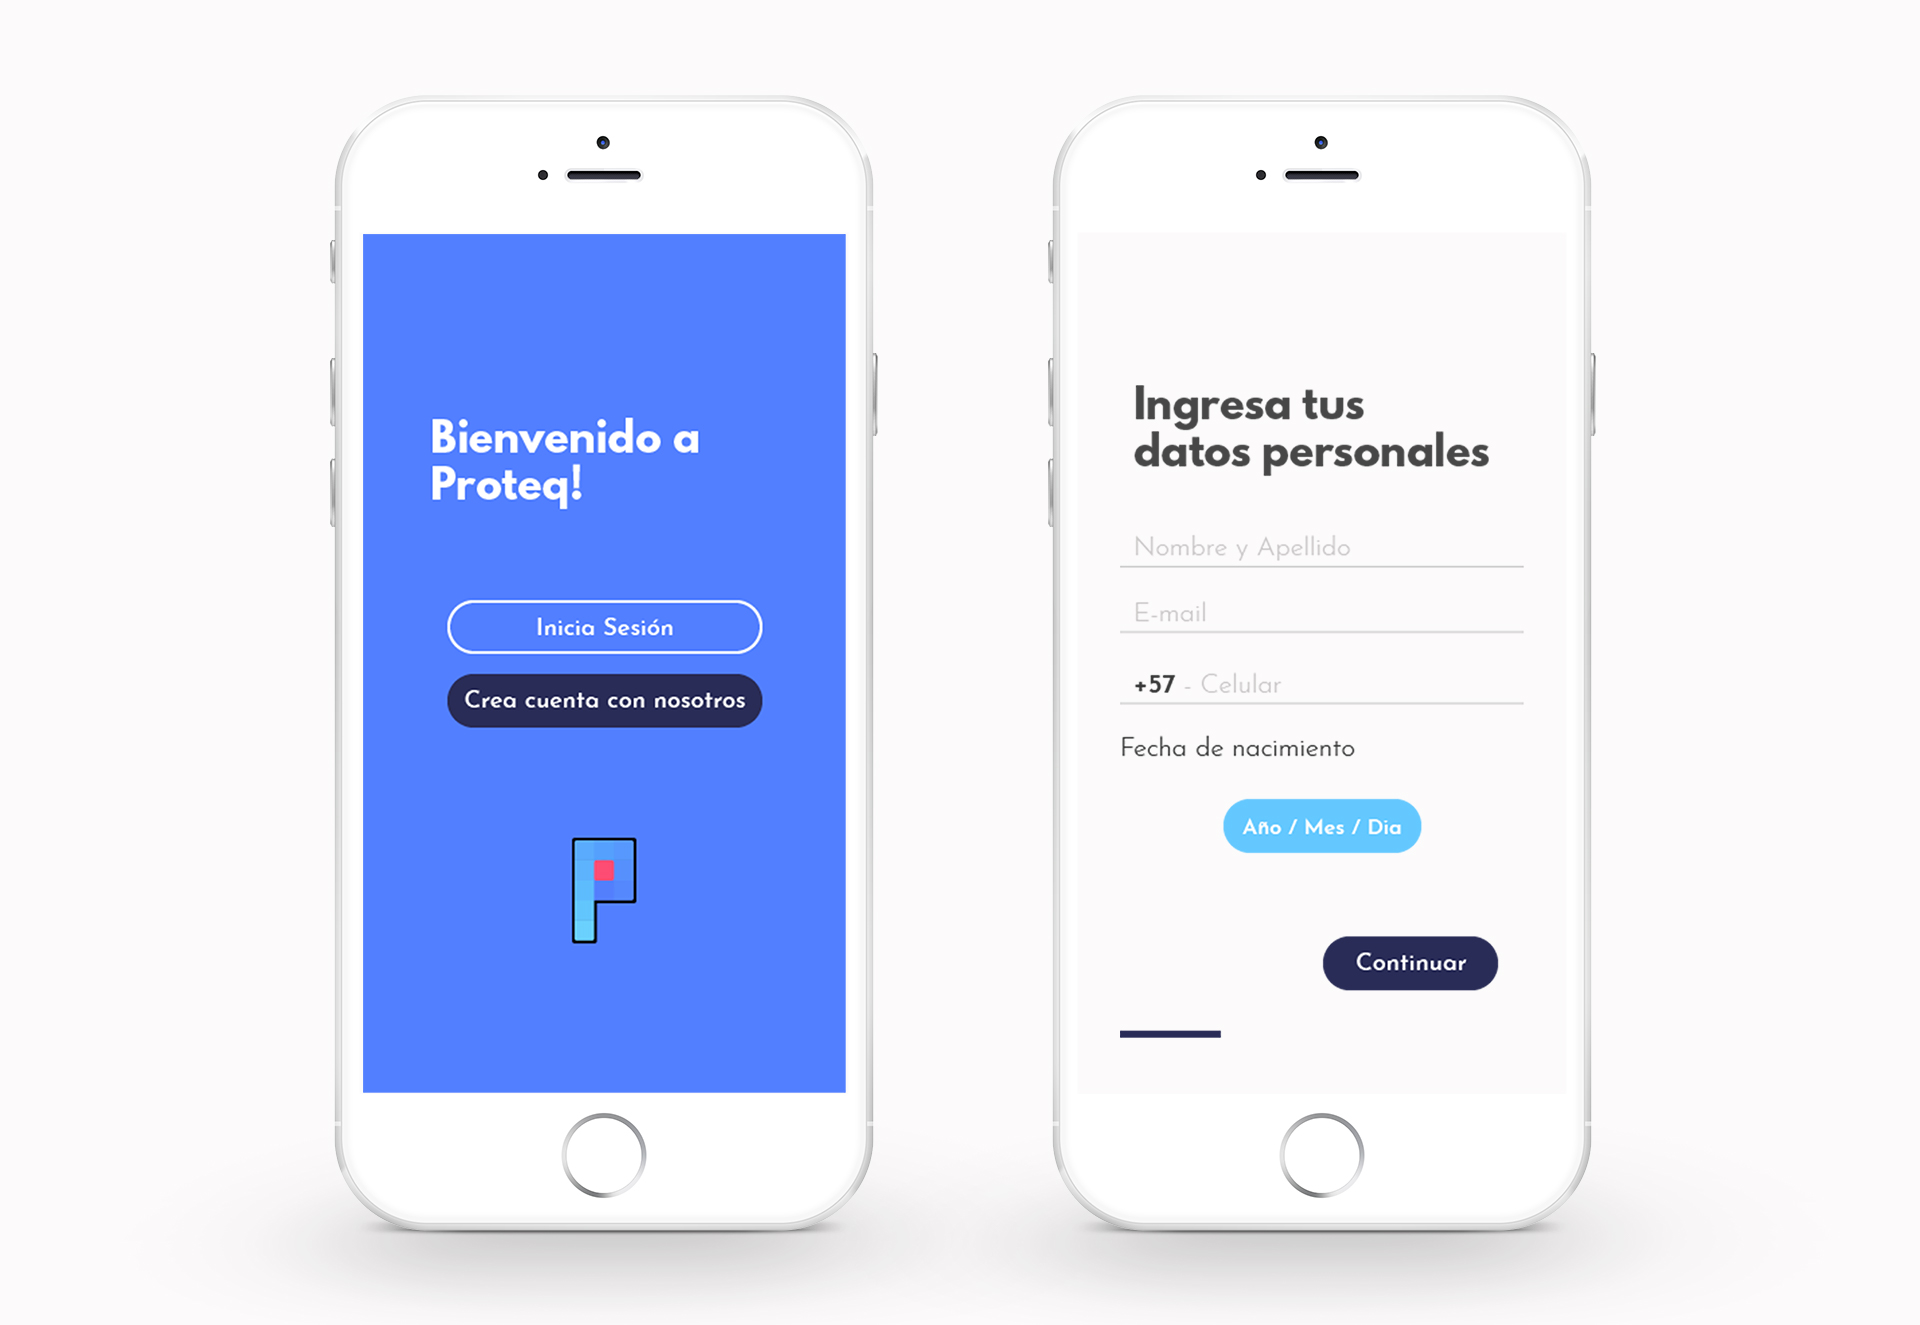 Bienvenido a
Proteq!
Inicia Sesión
Crea cuenta con nosotros
Ingresa tus
datos personales
Nombre y Apellido
E-mail
+57 - Celular
Fecha de nacimiento
Año / Mes / Dia
Continuar